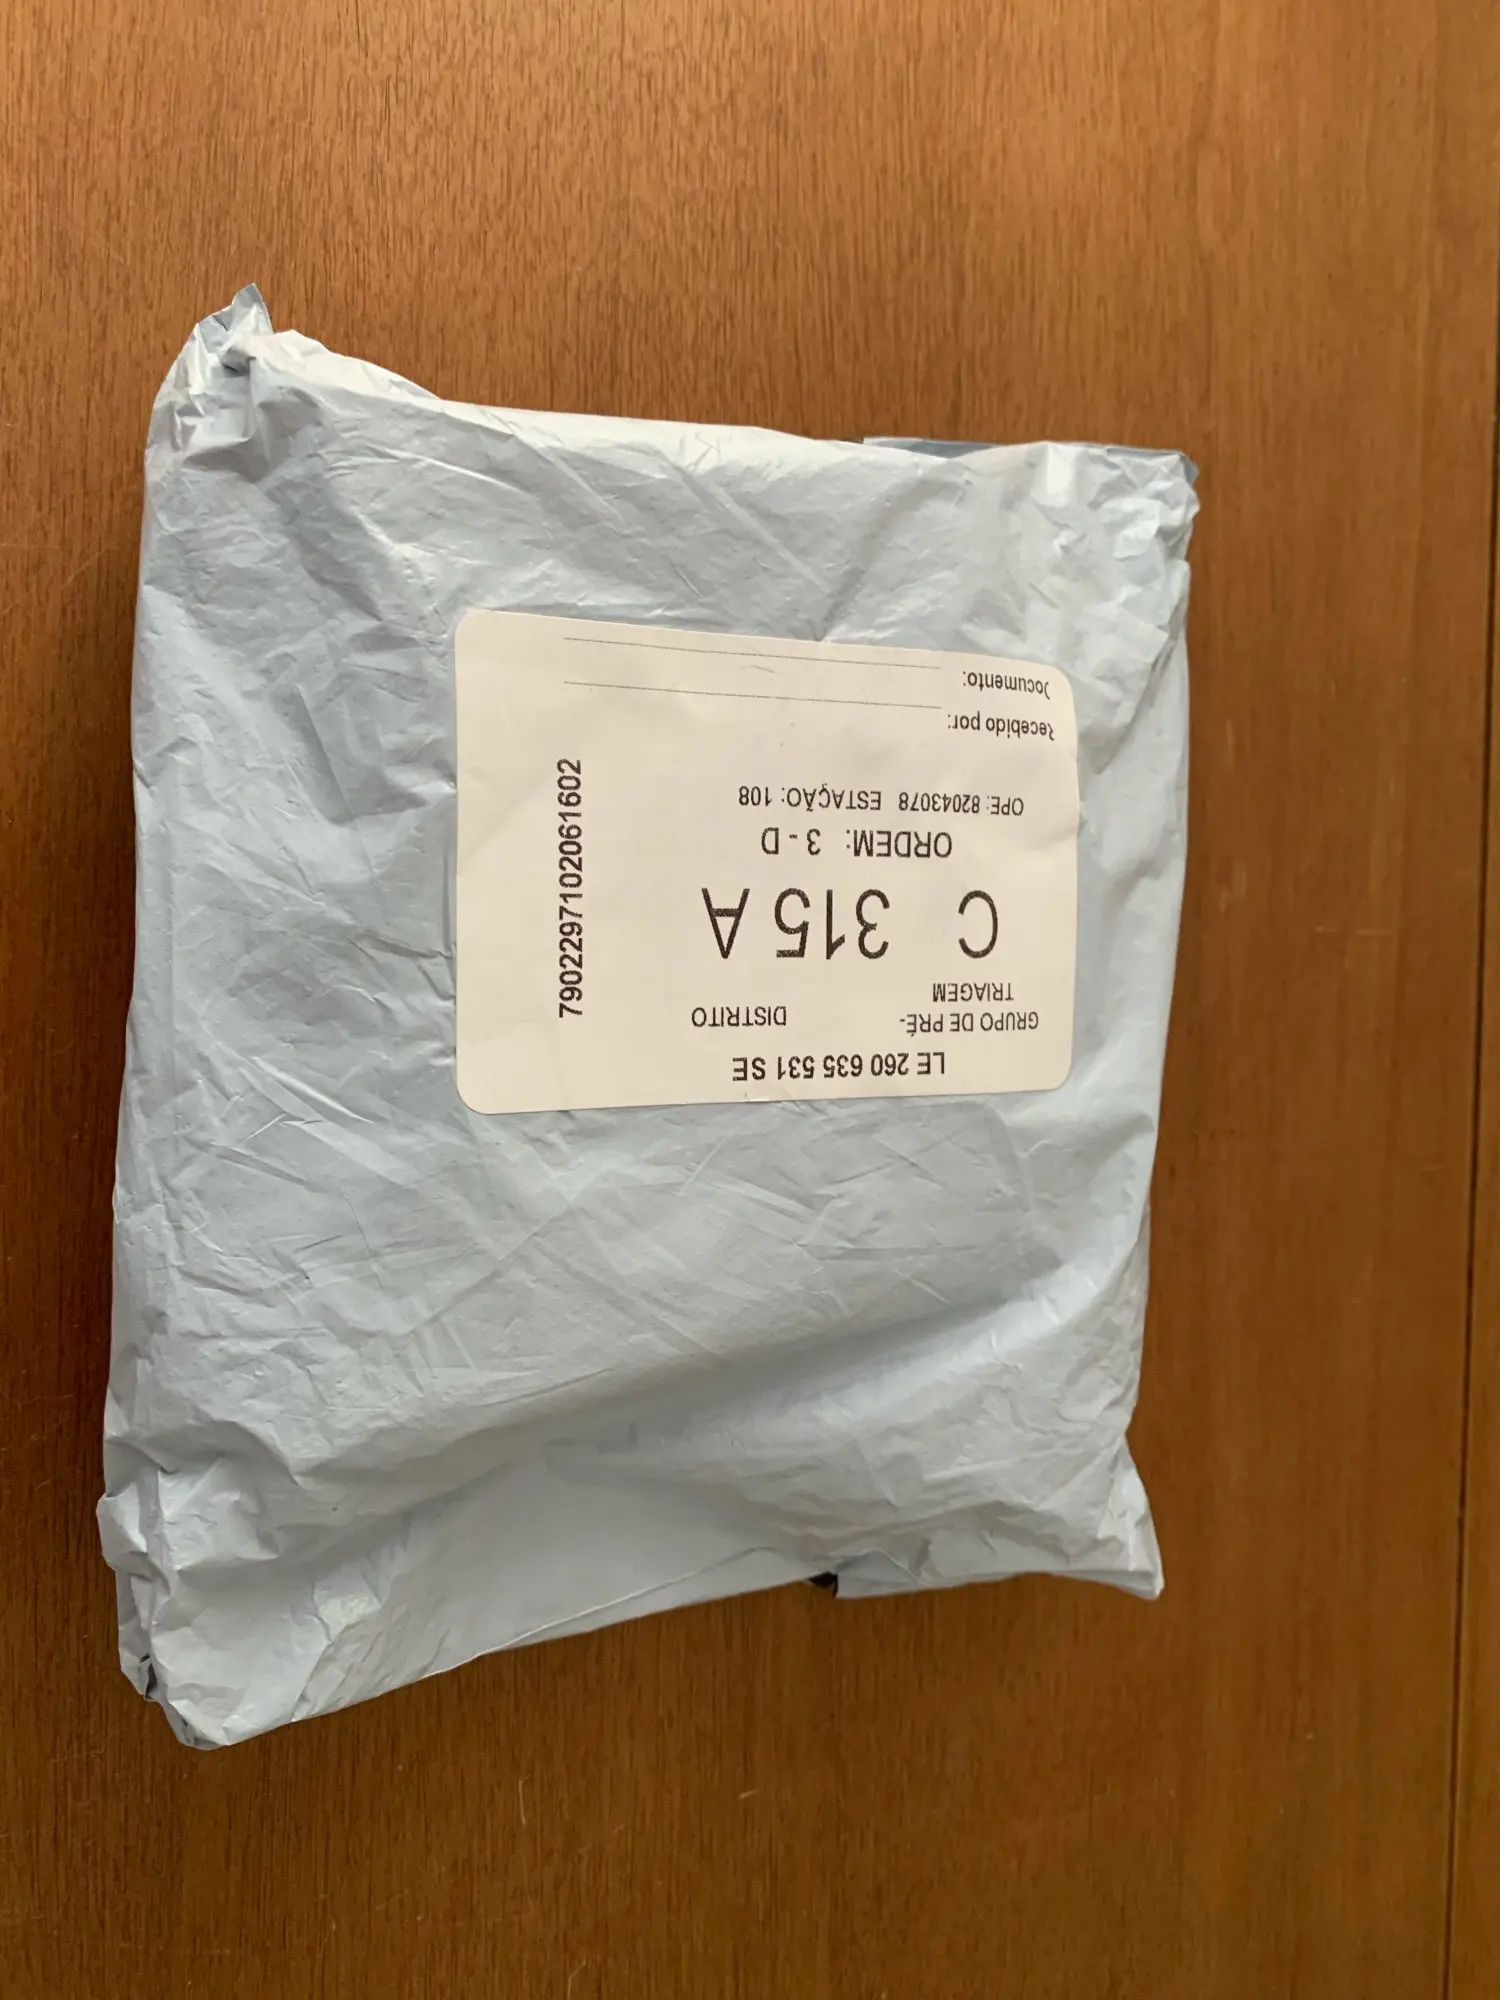 LE 260 635 531 SE
GRUPO DE PRÉ-
TRIAGEM
DISTRITO
C 315 A
ORDEM: 3 - D
OPE: 82043078 ESTAÇÃO: 108
Recebido por:
Documento:
7902297102061602